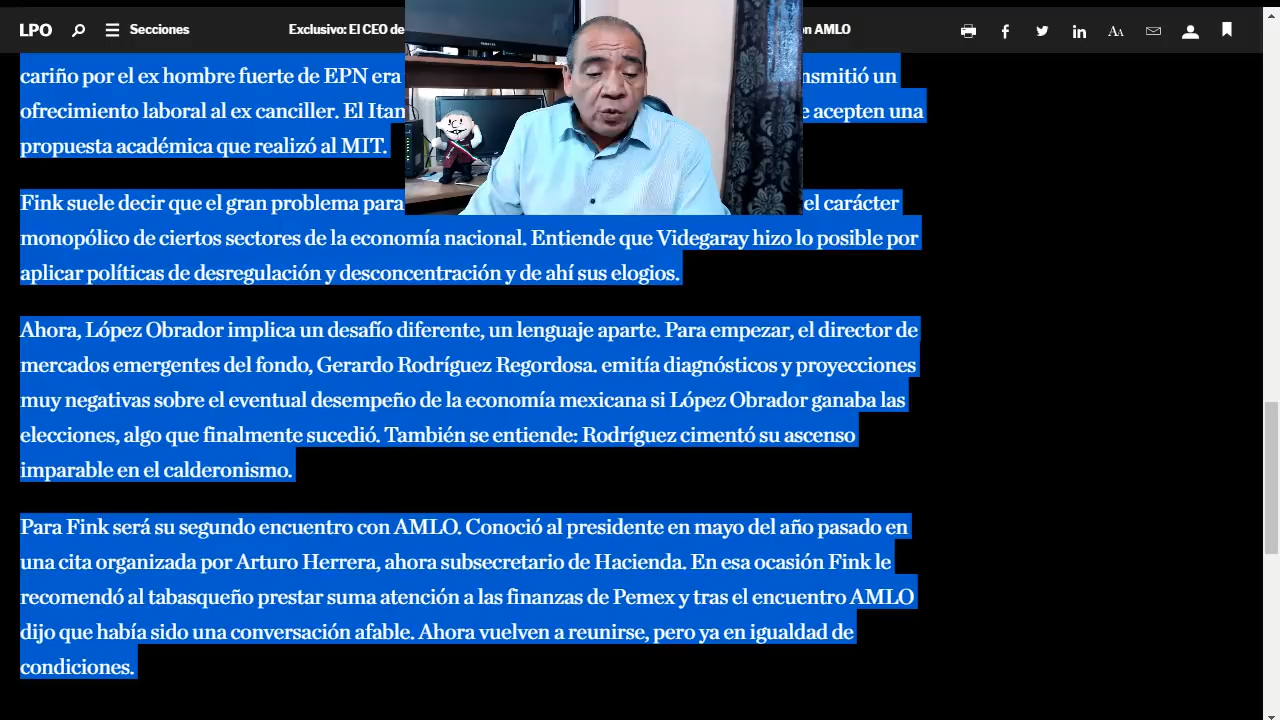 LPO
Secciones
Exclusivo: El CEO de
n AMLO
cariño por el ex hombre fuerte de EPN era
nsmitió un
ofrecimiento laboral al ex canciller. El Itam
e acepten una
propuesta académica que realizó al MIT.
Fink suele decir que el gran problema para
el carácter
monopólico de ciertos sectores de la economía nacional. Entiende que Videgaray hizo lo posible por
aplicar políticas de desregulación y desconcentración y de ahí sus elogios.
Ahora, López Obrador implica un desafío diferente, un lenguaje aparte. Para empezar, el director de
mercados emergentes del fondo, Gerardo Rodríguez Regordosa. emitía diagnósticos y proyecciones
muy negativas sobre el eventual desempeño de la economía mexicana si López Obrador ganaba las
elecciones, algo que finalmente sucedió. También se entiende: Rodríguez cimentó su ascenso
imparable en el calderonismo.
Para Fink será su segundo encuentro con AMLO. Conoció al presidente en mayo del año pasado en
una cita organizada por Arturo Herrera, ahora subsecretario de Hacienda. En esa ocasión Fink le
recomendó al tabasqueño prestar suma atención a las finanzas de Pemex y tras el encuentro AMLO
dijo que había sido una conversación afable. Ahora vuelven a reunirse, pero ya en igualdad de
condiciones.